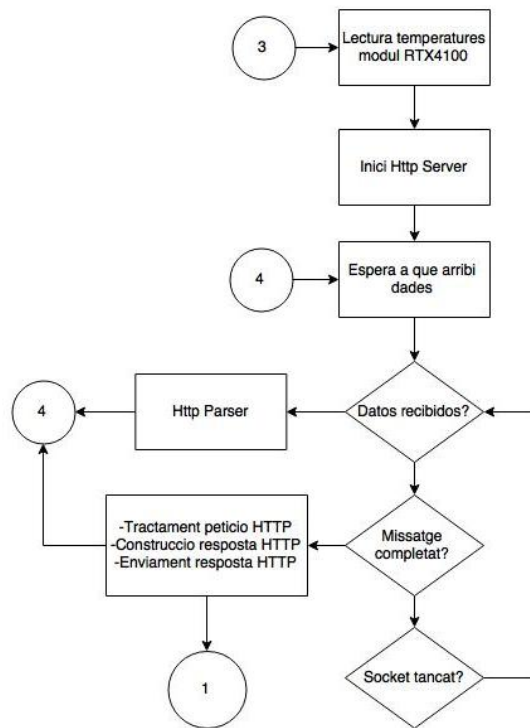 3
Lectura temperatures
modul RTX4100
Inici Http Server
4
Espera a que arribi
dades
4
Http Parser
Datos recibidos?
-Tractament peticio HTTP
-Construccio resposta HTTP
-Enviament resposta HTTP
Missatge
completat?
1
Socket tancat?